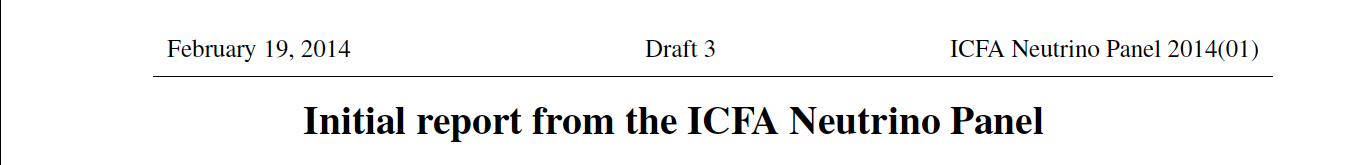 February 19, 2014 Draft 3 ICFA Neutrino Panel 2014(01)
Initial report from the ICFA Neutrino Panel